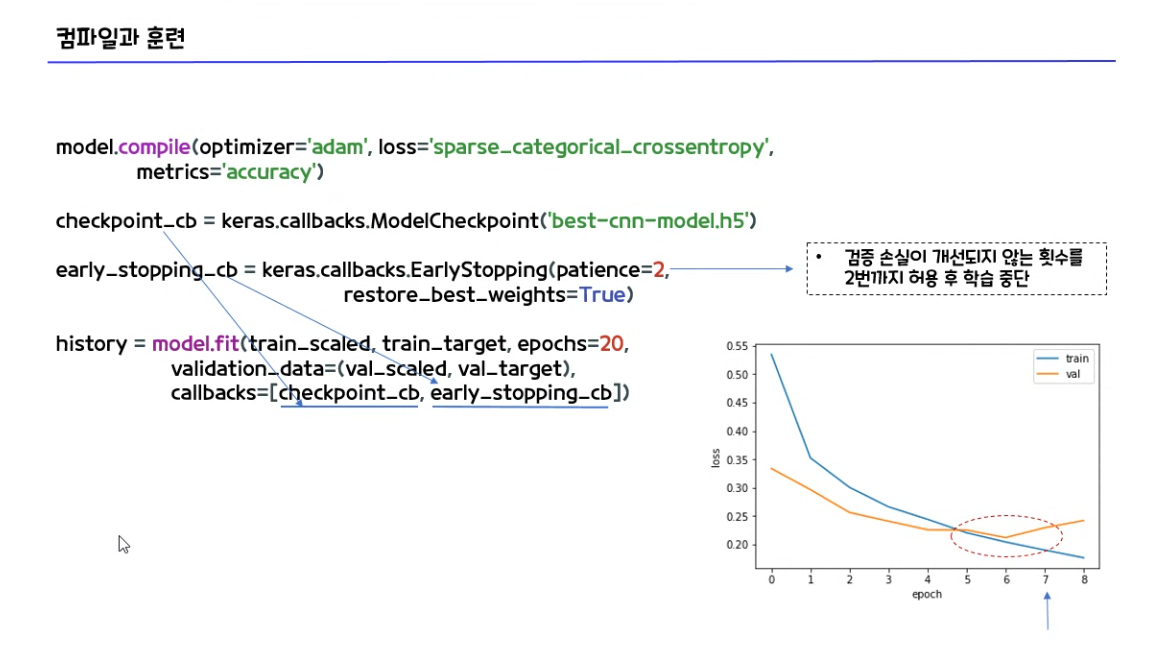 컴파일과 훈련
model.compile(optimizer='adam', loss='sparse_categorical_crossentropy',
metrics='accuracy')
checkpoint_cb = keras.callbacks.ModelCheckpoint('best-cnn-model.h5')
early_stopping_cb = keras.callbacks.EarlyStopping(patience=2,
restore_best_weights=True)
• 검증 손실이 개선되지 않는 횟수를
2번까지 허용 후 학습 중단
history = model.fit(train_scaled, train_target, epochs=20,
validation_data=(val_scaled, val_target),
callbacks=[checkpoint_cb, early_stopping_cb])
train
val
0.55
0.50
0.45
0.40
0.35
0.30
0.25
0.20
loss
0 1 2 3 4 5 6 7 8
epoch